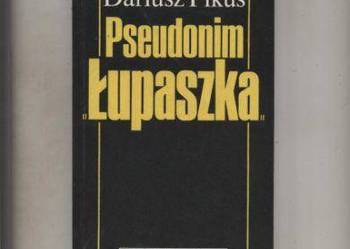 Dariusz Fikus
Pseudonim
„Łupaszka"